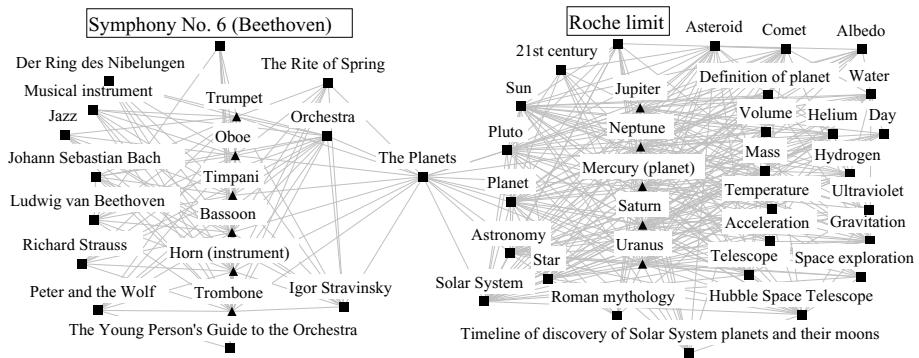 Symphony No. 6 (Beethoven)
Der Ring des Nibelungen
The Rite of Spring
Musical instrument
Trumpet
Jazz
Orchestra
Oboe
Johann Sebastian Bach
Timpani
The Planets
Ludwig van Beethoven
Bassoon
Richard Strauss
Horn (instrument)
Peter and the Wolf
Trombone
Igor Stravinsky
The Young Person's Guide to the Orchestra
Roche limit
Asteroid
Comet
Albedo
21st century
Definition of planet
Water
Sun
Jupiter
Volume
Helium
Day
Pluto
Neptune
Mass
Hydrogen
Planet
Mercury (planet)
Temperature
Ultraviolet
Saturn
Acceleration
Gravitation
Astronomy
Star
Uranus
Telescope
Space exploration
Solar System
Roman mythology
Hubble Space Telescope
Timeline of discovery of Solar System planets and their moons